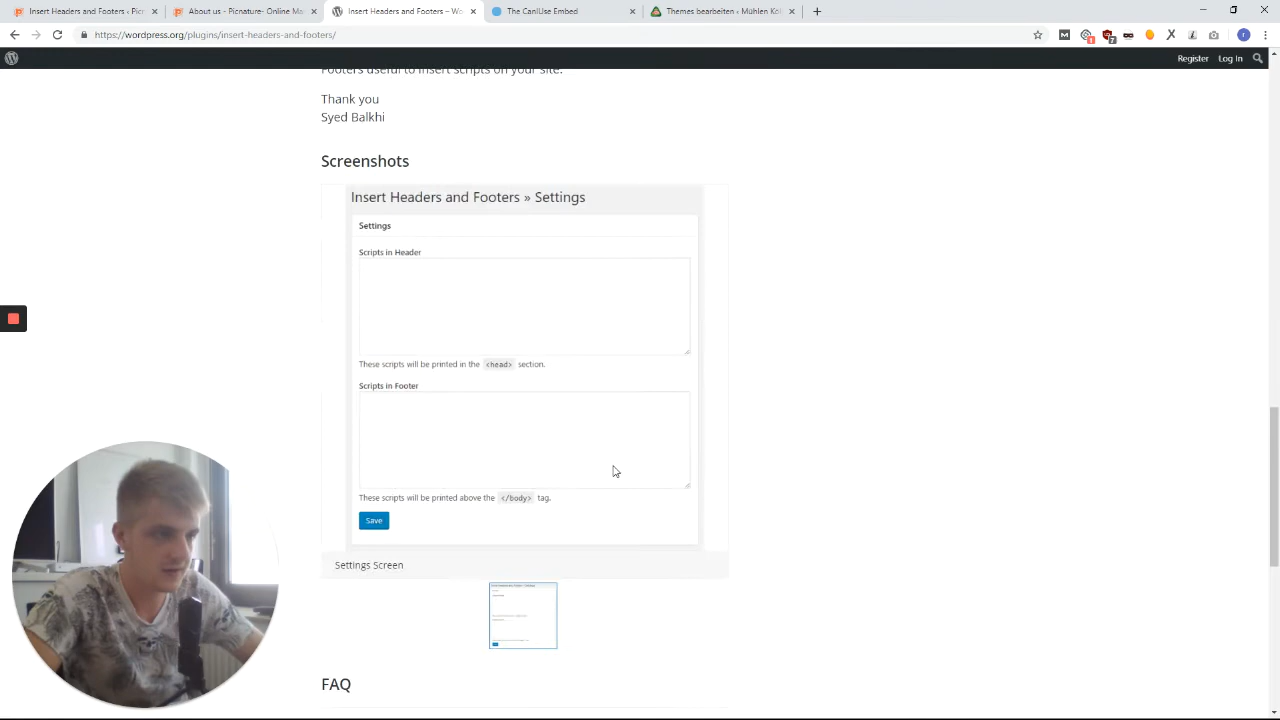 Insert Headers and Footers ‹ Picn
About us - Picnature- Online Mar
Insert Headers and Footers – Wo
The CanIUse Embed
Themes bearbeiten ‹ Mühlen Köl
https://wordpress.org/plugins/insert-headers-and-footers/
Register
Log In
Footers useful to insert scripts on your site.
Thank you
Syed Balkhi
Screenshots
Insert Headers and Footers » Settings
Settings
Scripts in Header
These scripts will be printed in the <head> section.
Scripts in Footer
These scripts will be printed above the </body> tag.
Save
Settings Screen
FAQ